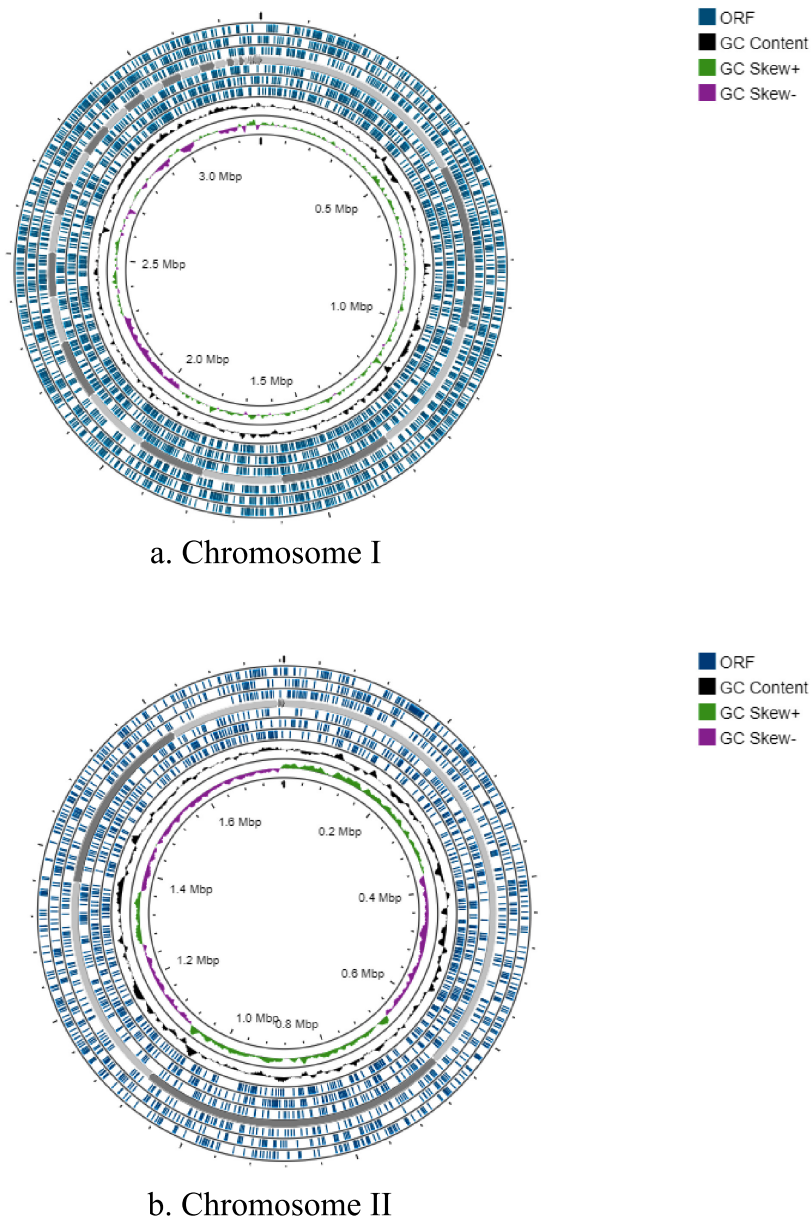 ORF
GC Content
GC Skew+
GC Skew-
3.0 Mbp
0.5 Mbp
2.5 Mbp
1.0 Mbp
2.0 Mbp
1.5 Mbp
a. Chromosome I
ORF
GC Content
GC Skew+
GC Skew-
1.6 Mbp
0.2 Mbp
1.4 Mbp
0.4 Mbp
1.2 Mbp
0.6 Mbp
1.0 Mbp
0.8 Mbp
b. Chromosome II